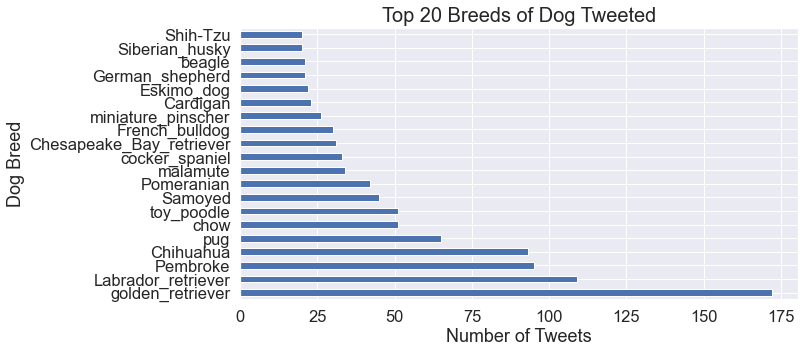 Top 20 Breeds of Dog Tweeted
Shih-Tzu
Siberian_husky
beagle
German_shepherd
Eskimo_dog
Cardigan
miniature_pinscher
French_bulldog
Chesapeake_Bay_retriever
cocker_spaniel
malamute
Pomeranian
Samoyed
toy_poodle
chow
pug
Chihuahua
Pembroke
Labrador_retriever
golden_retriever
Dog Breed
0 25 50 75 100 125 150 175
Number of Tweets